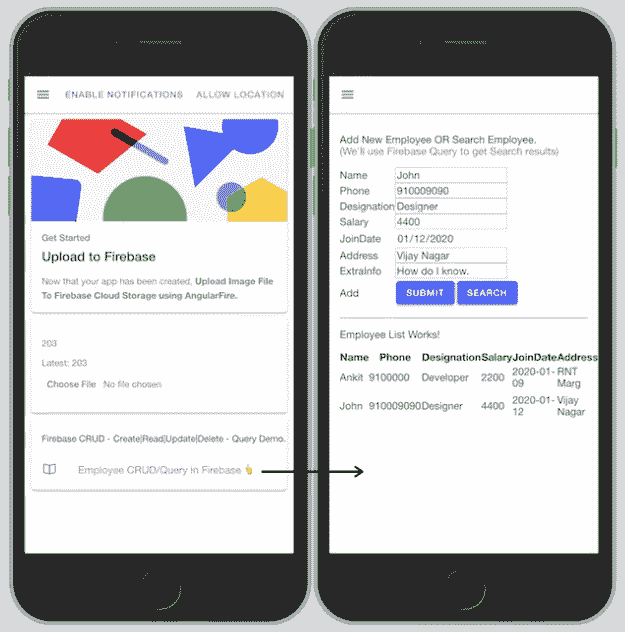 ENABLE NOTIFICATIONS ALLOW LOCATION
Get Started
Upload to Firebase
Now that your app has been created, Upload Image File
To Firebase Cloud Storage using AngularFire.
203
Latest: 203
Choose File No file chosen
Firebase CRUD - Create|Read|Update|Delete - Query Demo.
Employee CRUD/Query in Firebase 👆
Add New Employee OR Search Employee.
(We'll use Firebase Query to get Search results)
Name John
Phone 910009090
Designation Designer
Salary 4400
JoinDate 01/12/2020
Address Vijay Nagar
ExtraInfo How do I know.
Add SUBMIT SEARCH
Employee List Works!
Name Phone Designation Salary JoinDate Address
Ankit 9100000 Developer 2200 2020-01-09 RNT Marg
John 910009090 Designer 4400 2020-01-12 Vijay Nagar